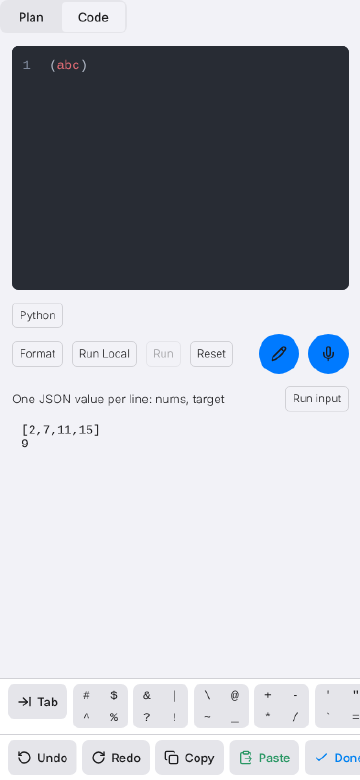 Plan Code
1 (abc)
Python
Format Run Local Run Reset
One JSON value per line: nums, target Run input
[2,7,11,15]
9
Tab # $ & | \ @ + - ' "
^ % ? ! ~ _ * / ` =
Undo Redo Copy Paste Done